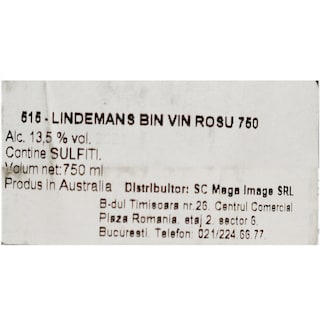 515 - LINDEMANS BIN VIN ROSU 750
Alc. 13,5 % vol.
Contine SULFITI.
Volum net:750 ml
Produs in Australia Distribuitor: SC Mega Image SRL
B-dul Timisoara nr.26. Centrul Comercial
Plaza Romania, etaj 2, sector 6,
Bucuresti. Telefon: 021/224.66.77.